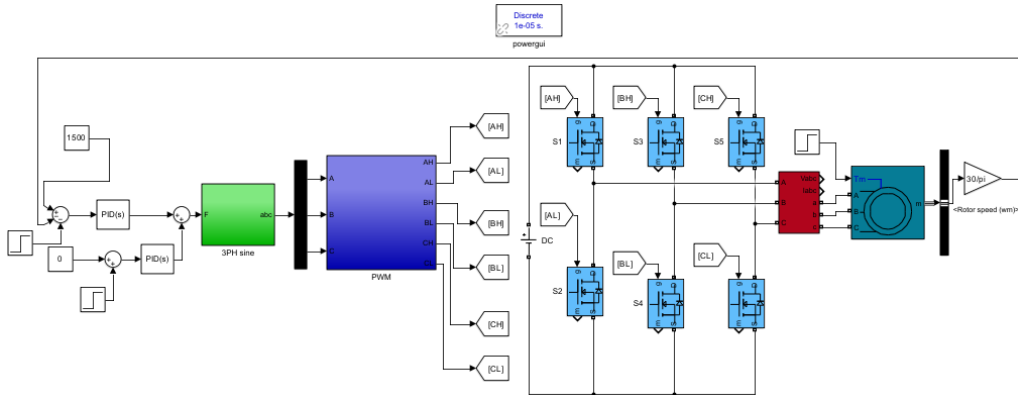 Discrete
1e-05 s.
powergui
1500
PID(s)
0
PID(s)
F
abc
3PH sine
A
B
C
AH
AL
BH
BL
CH
CL
PWM
[AH]
[AL]
[BH]
[BL]
[CH]
[CL]
DC
[AH]
[BH]
[CH]
g
D
m
S
S1
g
D
m
S
S3
g
D
m
S
S5
[AL]
[BL]
[CL]
g
D
m
S
S2
g
D
m
S
S4
g
D
m
S
A
B
C
Vabc
Iabc
a
b
c
Tm
A
B
C
m
30/pi
<Rotor speed (wm)>